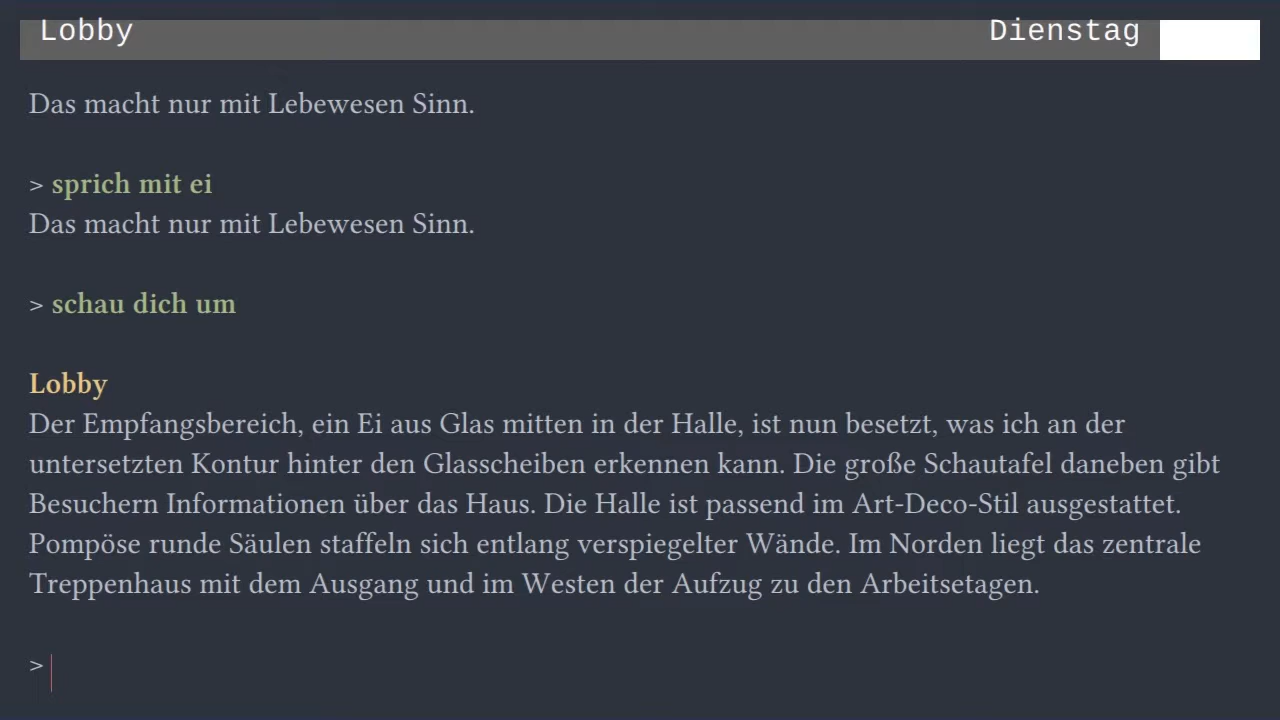 Lobby Dienstag
Das macht nur mit Lebewesen Sinn.
> sprich mit ei
Das macht nur mit Lebewesen Sinn.
> schau dich um
Lobby
Der Empfangsbereich, ein Ei aus Glas mitten in der Halle, ist nun besetzt, was ich an der
untersetzten Kontur hinter den Glasscheiben erkennen kann. Die große Schautafel daneben gibt
Besuchern Informationen über das Haus. Die Halle ist passend im Art-Deco-Stil ausgestattet.
Pompöse runde Säulen staffeln sich entlang verspiegelter Wände. Im Norden liegt das zentrale
Treppenhaus mit dem Ausgang und im Westen der Aufzug zu den Arbeitsetagen.
>